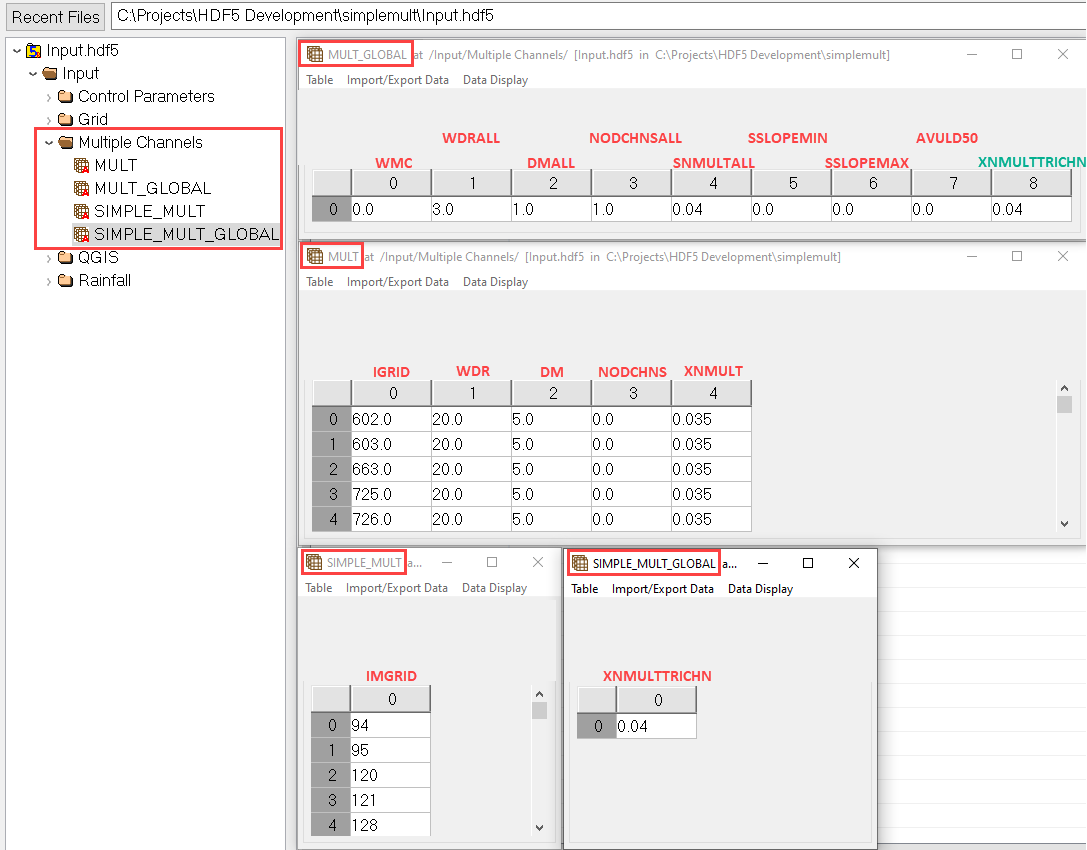 Recent Files C:\Projects\HDF5 Development\simplemult\Input.hdf5
Input.hdf5
Input
Control Parameters
Grid
Multiple Channels
MULT
MULT_GLOBAL
SIMPLE_MULT
SIMPLE_MULT_GLOBAL
QGIS
Rainfall
MULT_GLOBAL at /Input/Multiple Channels/ [Input.hdf5 in C:\Projects\HDF5 Development\simplemult]
Table Import/Export Data Data Display
WDRALL NODCHNSALL SSLOPEMIN AVULD50
WMC DMALL SNMULTALL SSLOPEMAX XNMULTTRICHN
0 1 2 3 4 5 6 7 8
0 0.0 3.0 1.0 1.0 0.04 0.0 0.0 0.0 0.04
MULT at /Input/Multiple Channels/ [Input.hdf5 in C:\Projects\HDF5 Development\simplemult]
Table Import/Export Data Data Display
IGRID WDR DM NODCHNS XNMULT
0 1 2 3 4
0 602.0 20.0 5.0 0.0 0.035
1 603.0 20.0 5.0 0.0 0.035
2 663.0 20.0 5.0 0.0 0.035
3 725.0 20.0 5.0 0.0 0.035
4 726.0 20.0 5.0 0.0 0.035
SIMPLE_MULT a...
Table Import/Export Data Data Display
IMGRID
0
0 94
1 95
2 120
3 121
4 128
SIMPLE_MULT_GLOBAL a...
Table Import/Export Data Data Display
XNMULTTRICHN
0
0 0.04